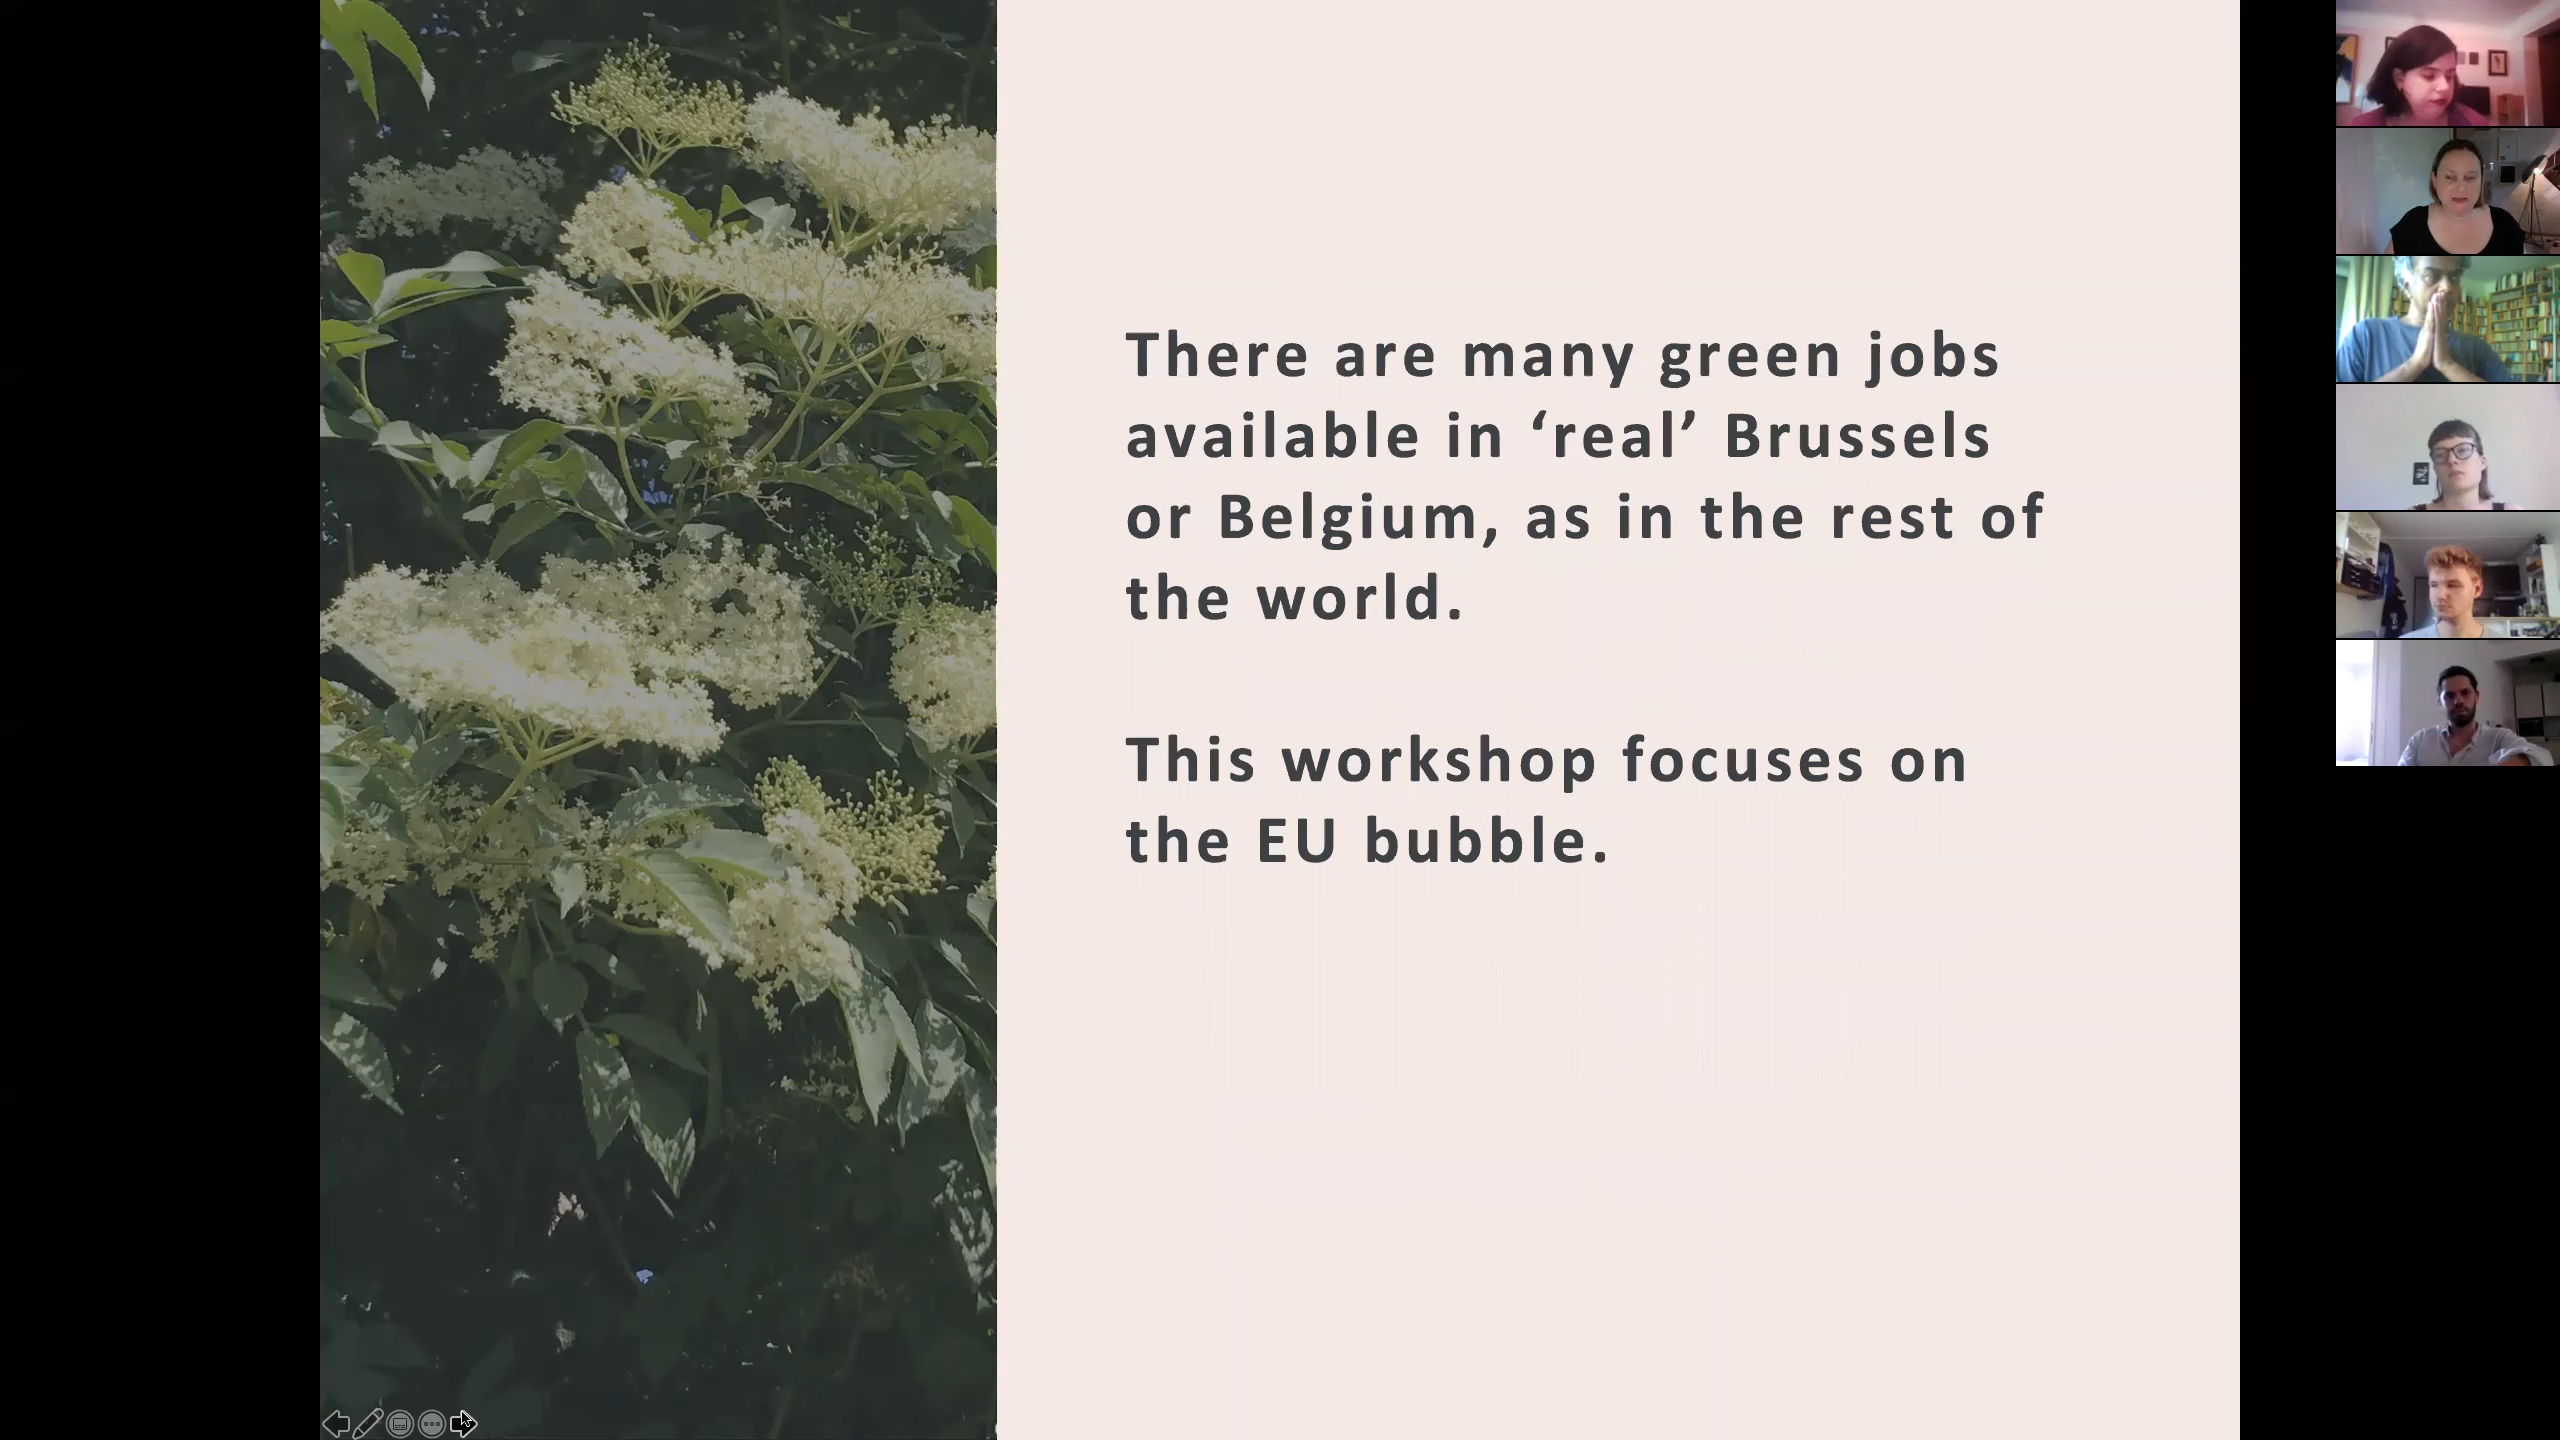 There are many green jobs
available in ‘real’ Brussels
or Belgium, as in the rest of
the world.
This workshop focuses on
the EU bubble.